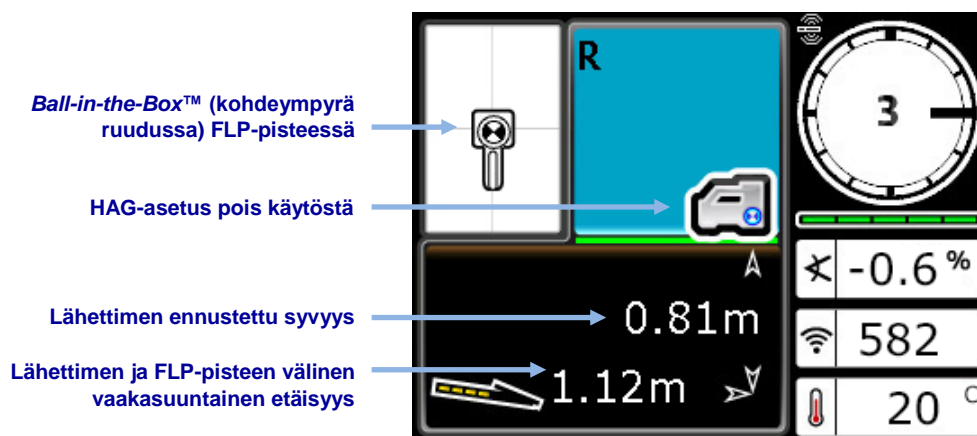 Ball-in-the-Box™ (kohdeympyrä
ruudussa) FLP-pisteessä
HAG-asetus pois käytöstä
Lähettimen ennustettu syvyys
Lähettimen ja FLP-pisteen välinen
vaakasuuntainen etäisyys
R
0.81m
1.12m
3
-0.6 %
582
20